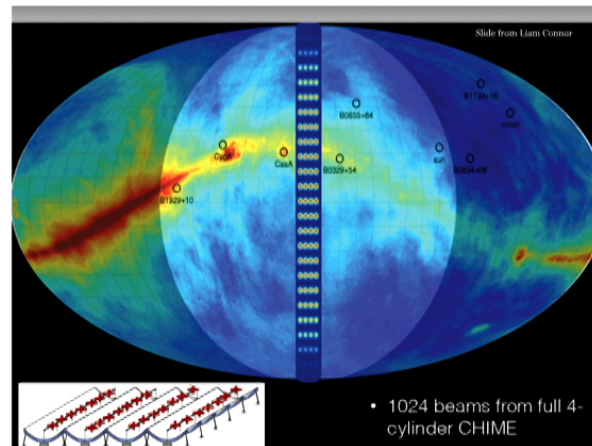 Slide from Liam Connor
B1133+16
B0655+64
CygA
CasA
B0329+54
sun
B0834+06
B1929+10
• 1024 beams from full 4-
cylinder CHIME